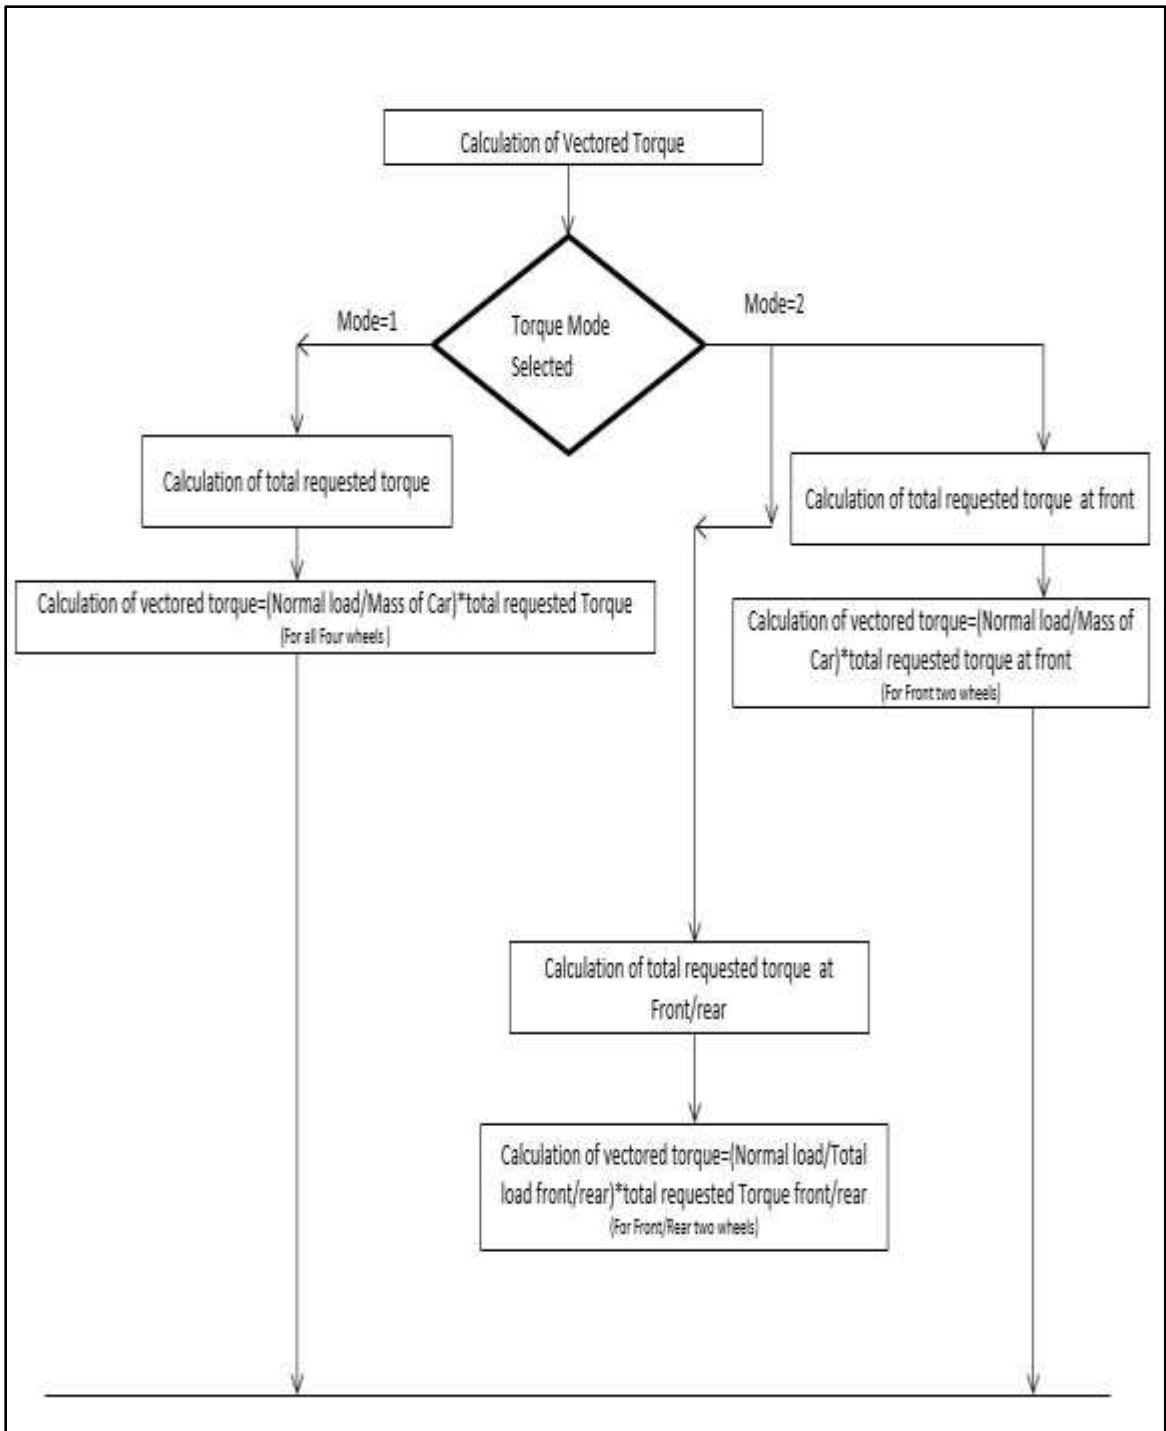 Calculation of Vectored Torque
Mode=1
Mode=2
Torque Mode
Selected
Calculation of total requested torque
Calculation of total requested torque at front
Calculation of vectored torque=(Normal load/Mass of Car)*total requested Torque
(For all Four wheels )
Calculation of vectored torque=(Normal load/Mass of
Car)*total requested torque at front
(For Front two wheels)
Calculation of total requested torque at
Front/rear
Calculation of vectored torque=(Normal load/Total
load front/rear)*total requested Torque front/rear
(For Front/Rear two wheels)